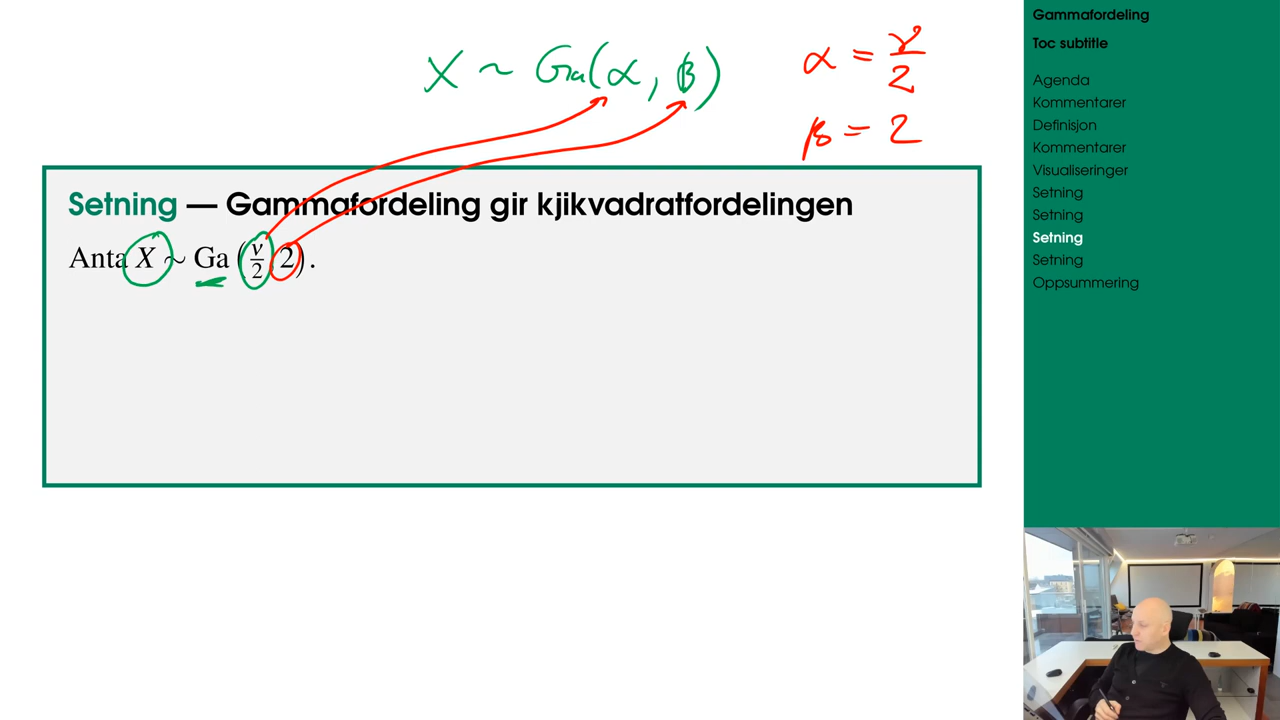 X ~ Ga(α, β)
α = ν/2
β = 2
Setning — Gammafordeling gir kjikvadratfordelingen
Anta X ~ Ga (ν/2, 2).
Gammafordeling
Toc subtitle
Agenda
Kommentarer
Definisjon
Kommentarer
Visualiseringer
Setning
Setning
Setning
Setning
Oppsummering